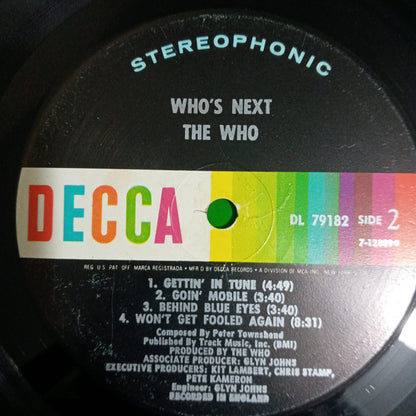 STEREOPHONIC
WHO'S NEXT
THE WHO
DECCA
DL 79182 SIDE 2
REG U.S PAT OFF MARCA REGISTRADA • MFR'D BY DECCA RECORDS • A DIVISION OF MCA INC., NEW YORK
1. GETTIN' IN TUNE (4:49)
2. GOIN' MOBILE (3:40)
3. BEHIND BLUE EYES (3:40)
4. WON'T GET FOOLED AGAIN (8:31)
Composed By Peter Townshend
Published By Track Music, Inc. (BMI)
PRODUCED BY THE WHO
ASSOCIATE PRODUCER: GLYN JOHNS
EXECUTIVE PRODUCERS: KIT LAMBERT, CHRIS STAMP,
PETE KAMERON
Engineer: GLYN JOHNS
RECORDED IN ENGLAND